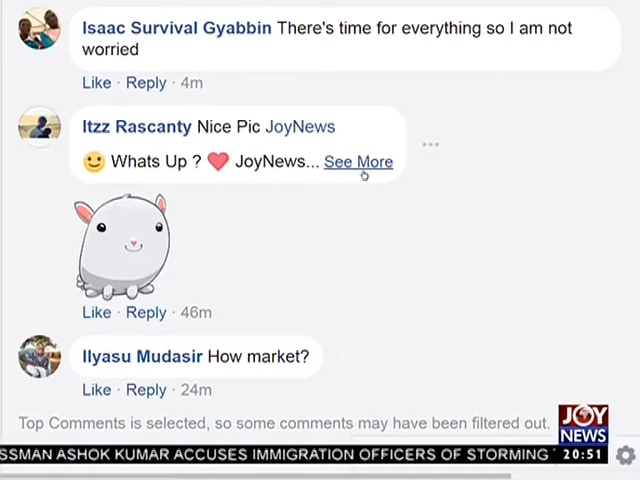 Isaac Survival Gyabbin There's time for everything so I am not
worried
Like · Reply · 4m
Itzz Rascanty Nice Pic JoyNews
🙂 Whats Up ? ❤️ JoyNews... See More
Like · Reply · 46m
Ilyasu Mudasir How market?
Like · Reply · 24m
Top Comments is selected, so some comments may have been filtered out.
JOY
NEWS
SSMAN ASHOK KUMAR ACCUSES IMMIGRATION OFFICERS OF STORMING
20:51